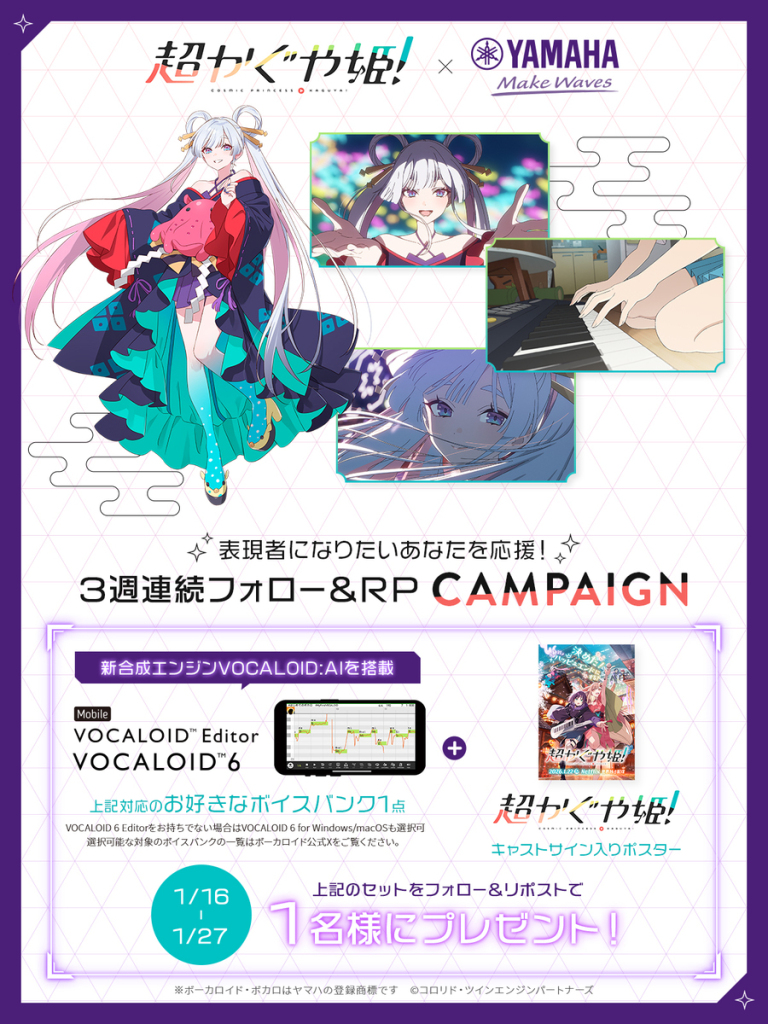 超かぐや姫!
COSMIC PRINCESS KAGUYA!
×
YAMAHA
Make Waves
表現者になりたいあなたを応援!
3週連続フォロー&RP CAMPAIGN
新合成エンジンVOCALOID:AIを搭載
Mobile
VOCALOID™ Editor
VOCALOID™6
+
上記対応のお好きなボイスバンク1点
VOCALOID 6 Editorをお持ちでない場合はVOCALOID 6 for Windows/macOSも選択可
選択可能な対象のボイスバンクの一覧はボーカロイド公式Xをご覧ください。
超かぐや姫!
超かぐや姫!
COSMIC PRINCESS KAGUYA!
キャストサイン入りポスター
1/16
-
1/27
上記のセットをフォロー&リポストで
1名様にプレゼント!
※ボーカロイド・ボカロはヤマハの登録商標です ©コロリド・ツインエンジンパートナーズ